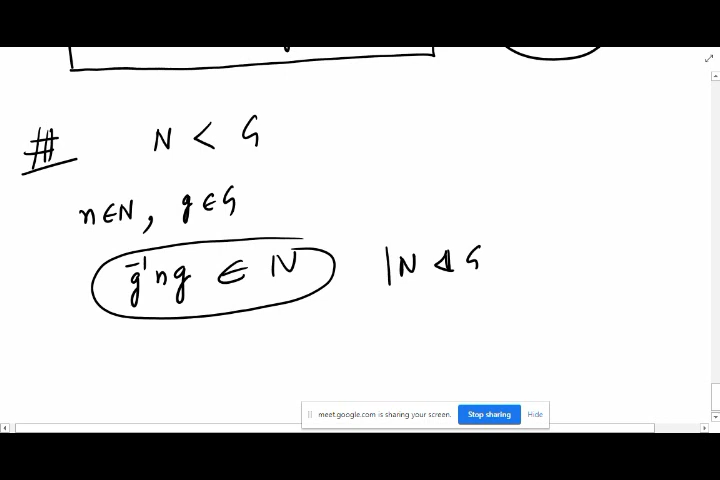 # N < G
n∈N, g∈G
g⁻¹ng ∈ N |N ⊲ G
meet.google.com is sharing your screen. Stop sharing Hide